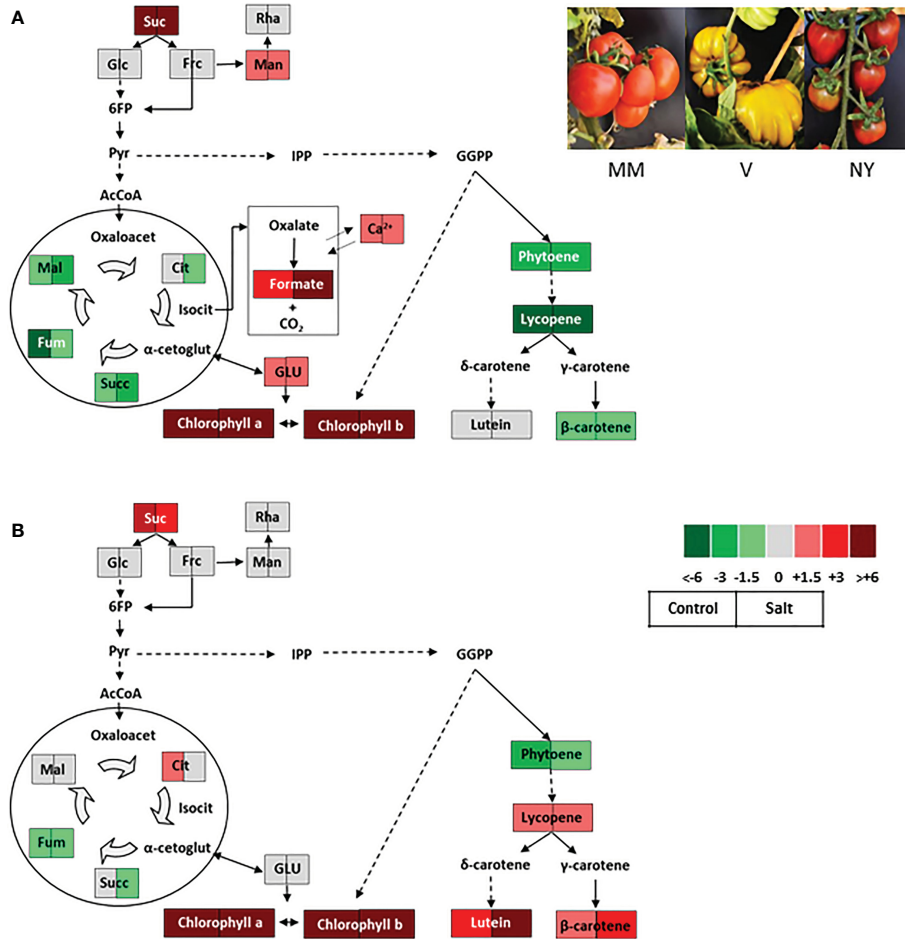 A
Suc
Rha
Glc
Frc
Man
6FP
Pyr
IPP
GGPP
MM
V
NY
AcCoA
Oxaloacet
Mal
Cit
Isocit
Fum
α-cetoglut
Succ
Oxalate
Ca²⁺
Formate
+
CO₂
GLU
Chlorophyll a
Chlorophyll b
Phytoene
Lycopene
δ-carotene
γ-carotene
Lutein
β-carotene
B
Suc
Rha
Glc
Frc
Man
6FP
Pyr
IPP
GGPP
<-6 -3 -1.5 0 +1.5 +3 >+6
Control Salt
AcCoA
Oxaloacet
Mal
Cit
Isocit
Fum
α-cetoglut
Succ
GLU
Chlorophyll a
Chlorophyll b
Phytoene
Lycopene
δ-carotene
γ-carotene
Lutein
β-carotene